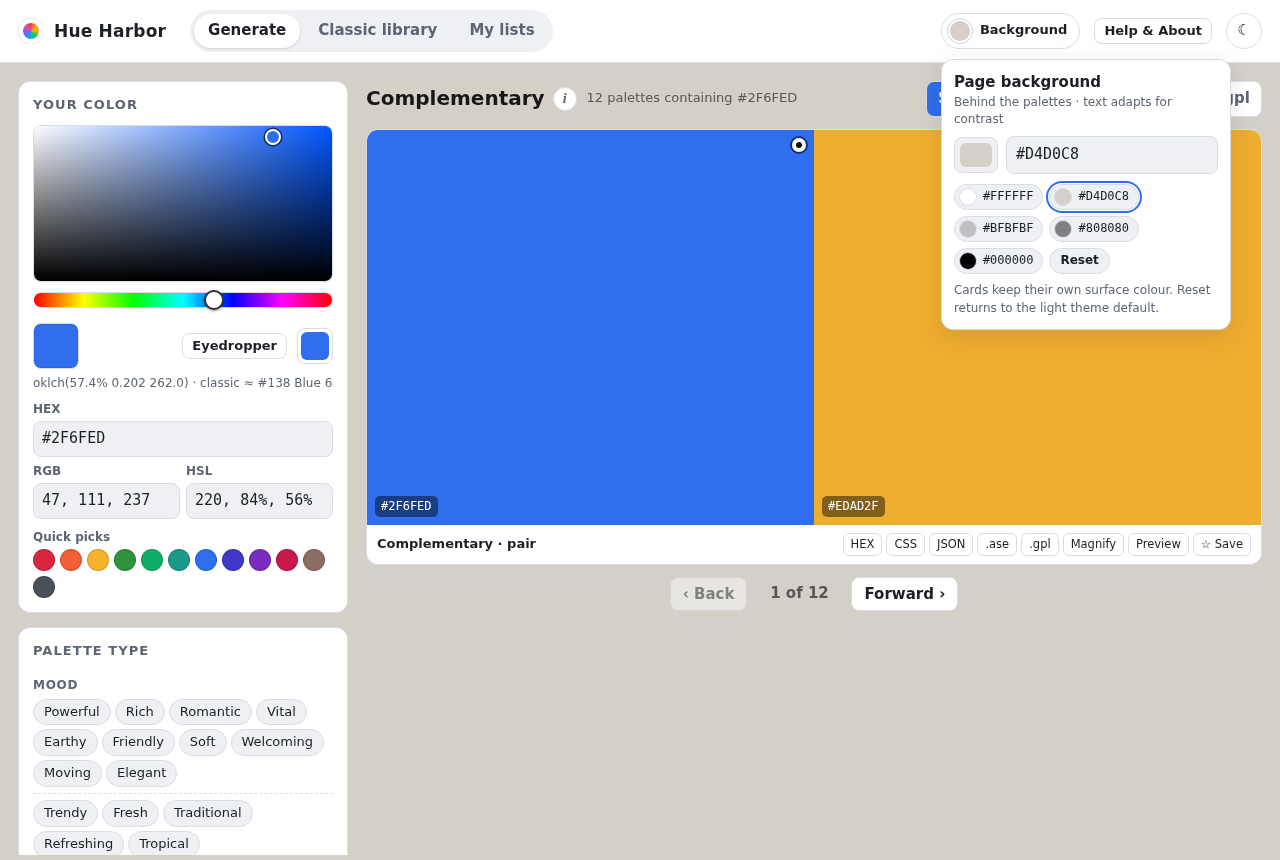 Hue Harbor
Generate
Classic library
My lists
Background
Help & About
YOUR COLOR
Eyedropper
oklch(57.4% 0.202 262.0) · classic ≈ #138 Blue 6
HEX
#2F6FED
RGB
HSL
47, 111, 237
220, 84%, 56%
Quick picks
PALETTE TYPE
MOOD
Powerful
Rich
Romantic
Vital
Earthy
Friendly
Soft
Welcoming
Moving
Elegant
Trendy
Fresh
Traditional
Refreshing
Tropical
Complementary
i
12 palettes containing #2F6FED
Page background
Behind the palettes · text adapts for
contrast
#D4D0C8
#FFFFFF
#D4D0C8
#BFBFBF
#808080
#000000
Reset
Cards keep their own surface colour. Reset
returns to the light theme default.
#2F6FED
#EDAD2F
Complementary · pair
HEX
CSS
JSON
.ase
.gpl
Magnify
Preview
☆ Save
‹ Back
1 of 12
Forward ›